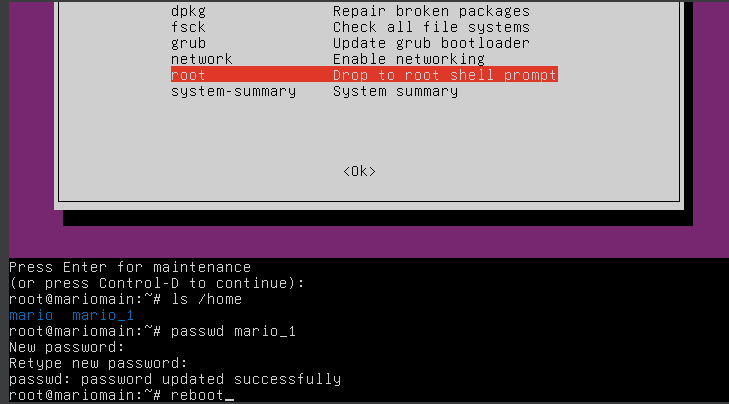 dpkg Repair broken packages
fsck Check all file systems
grub Update grub bootloader
network Enable networking
root Drop to root shell prompt
system-summary System summary
<Ok>
Press Enter for maintenance
(or press Control-D to continue):
root@mariomain:~# ls /home
mario mario_1
root@mariomain:~# passwd mario_1
New password:
Retype new password:
passwd: password updated successfully
root@mariomain:~# reboot_